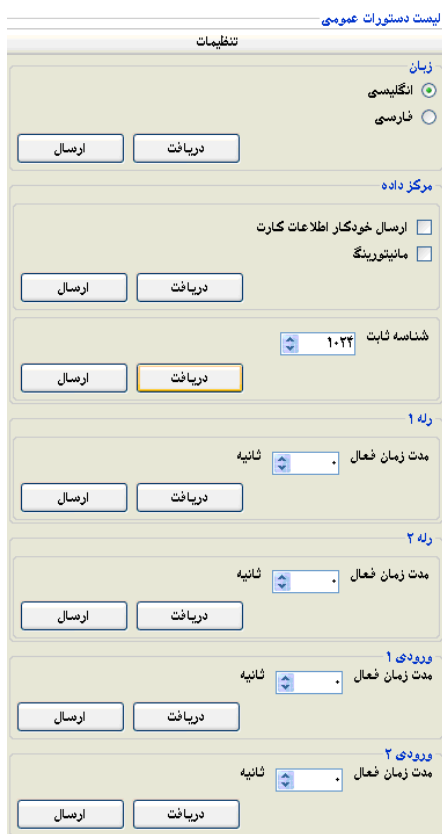 لیست دستورات عمومی
تنظیمات
زبان
انگلیسی
فارسی
دریافت ارسال
مرکز داده
ارسال خودکار اطلاعات کارت
مانیتورینگ
دریافت ارسال
شناسه ثابت ۱۰۲۴
دریافت ارسال
رله ۱
مدت زمان فعال ۰ ثانیه
دریافت ارسال
رله ۲
مدت زمان فعال ۰ ثانیه
دریافت ارسال
ورودی ۱
مدت زمان فعال ۰ ثانیه
دریافت ارسال
ورودی ۲
مدت زمان فعال ۰ ثانیه
دریافت ارسال